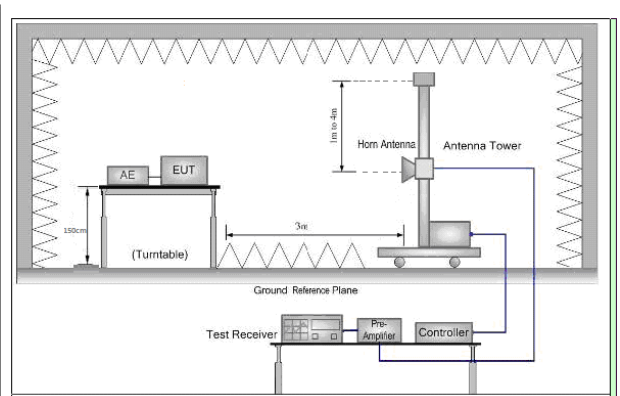 1m to 4m
Horn Antenna
Antenna Tower
AE
EUT
150cm
3m
(Turntable)
Ground Reference Plane
Test Receiver
Pre-
Amplifier
Controller